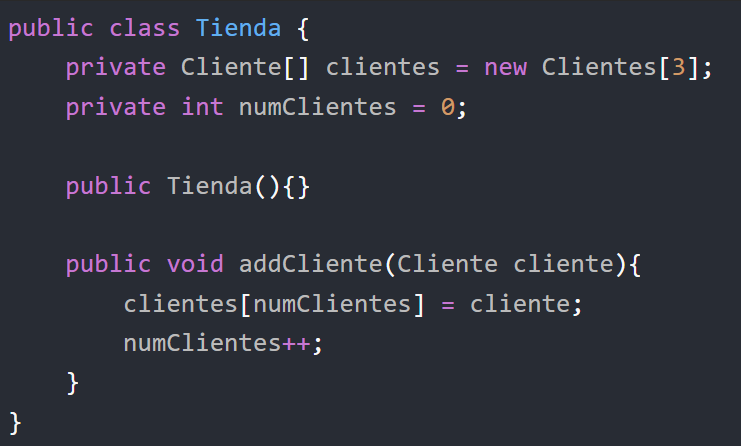 public class Tienda {
    private Cliente[] clientes = new Clientes[3];
    private int numClientes = 0;

    public Tienda(){}

    public void addCliente(Cliente cliente){
        clientes[numClientes] = cliente;
        numClientes++;
    }
}